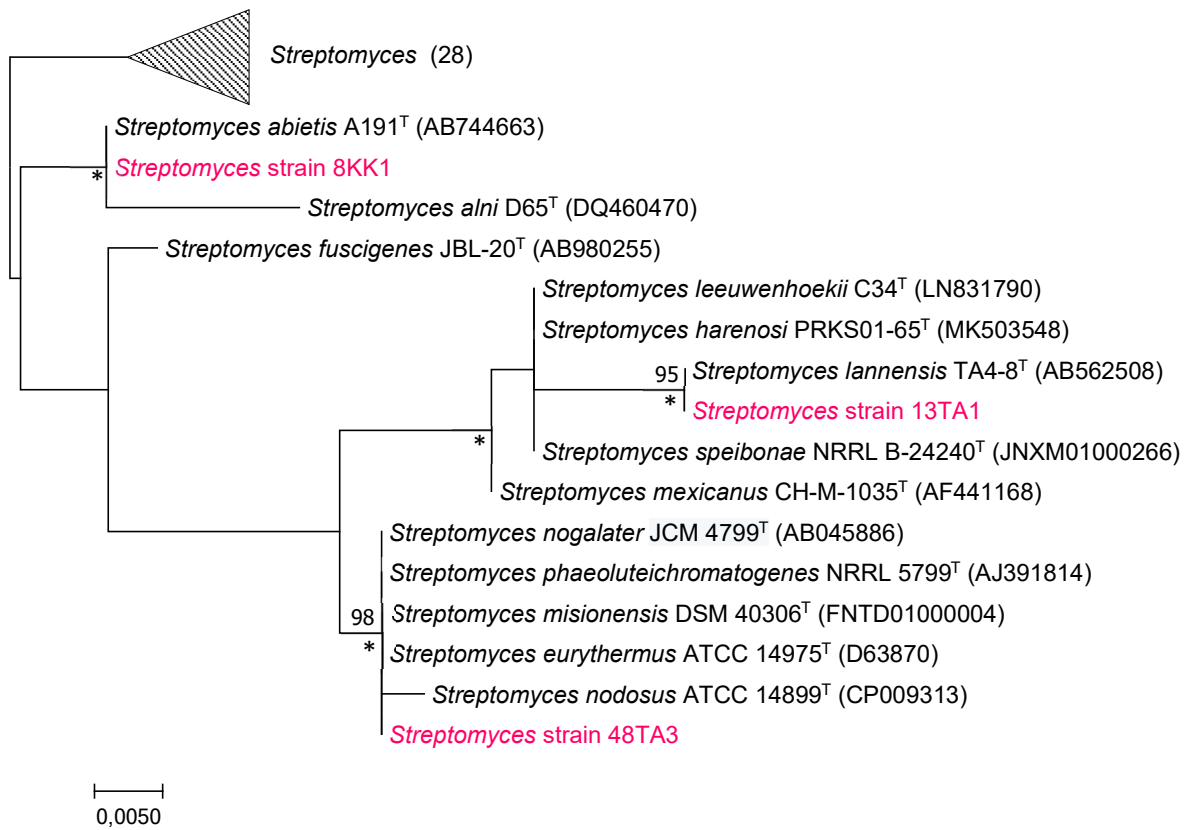 Streptomyces (28)
Streptomyces abietis A191ᵀ (AB744663)
Streptomyces strain 8KK1
*
Streptomyces alni D65ᵀ (DQ460470)
Streptomyces fuscigenes JBL-20ᵀ (AB980255)
Streptomyces leeuwenhoekii C34ᵀ (LN831790)
Streptomyces harenosi PRKS01-65ᵀ (MK503548)
95
Streptomyces lannensis TA4-8ᵀ (AB562508)
*
Streptomyces strain 13TA1
*
Streptomyces speibonae NRRL B-24240ᵀ (JNXM01000266)
Streptomyces mexicanus CH-M-1035ᵀ (AF441168)
Streptomyces nogalater JCM 4799ᵀ (AB045886)
Streptomyces phaeoluteichromatogenes NRRL 5799ᵀ (AJ391814)
98
Streptomyces misionensis DSM 40306ᵀ (FNTD01000004)
*
Streptomyces eurythermus ATCC 14975ᵀ (D63870)
Streptomyces nodosus ATCC 14899ᵀ (CP009313)
Streptomyces strain 48TA3
0,0050